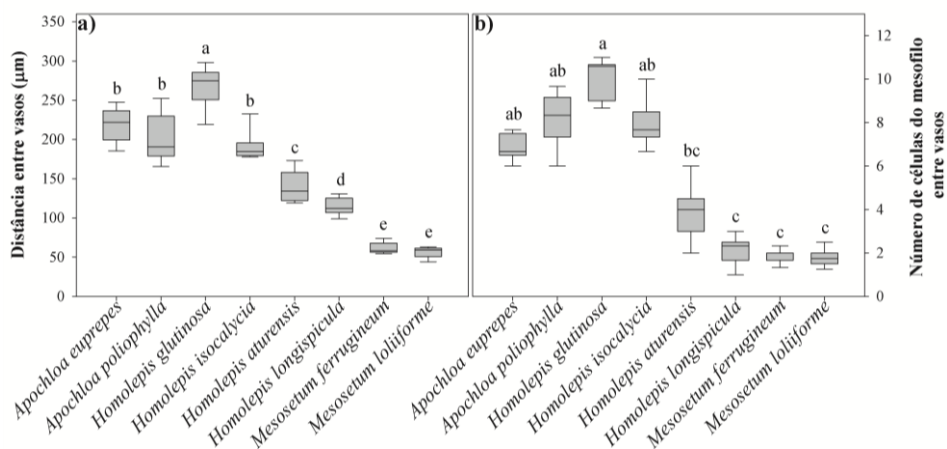 a)
Distância entre vasos (µm)
350
300
250
200
150
100
50
0
b
b
a
b
c
d
e
e
Apochloa euprepes
Apochloa poliophylla
Homolepis glutinosa
Homolepis isocalycia
Homolepis aturensis
Homolepis longispicula
Mesosetum ferrugineum
Mesosetum loliiforme
b)
ab
ab
a
ab
bc
c
c
c
12
10
8
6
4
2
0
Número de células do mesofilo
entre vasos
Apochloa euprepes
Apochloa poliophylla
Homolepis glutinosa
Homolepis isocalycia
Homolepis aturensis
Homolepis longispicula
Mesosetum ferrugineum
Mesosetum loliiforme